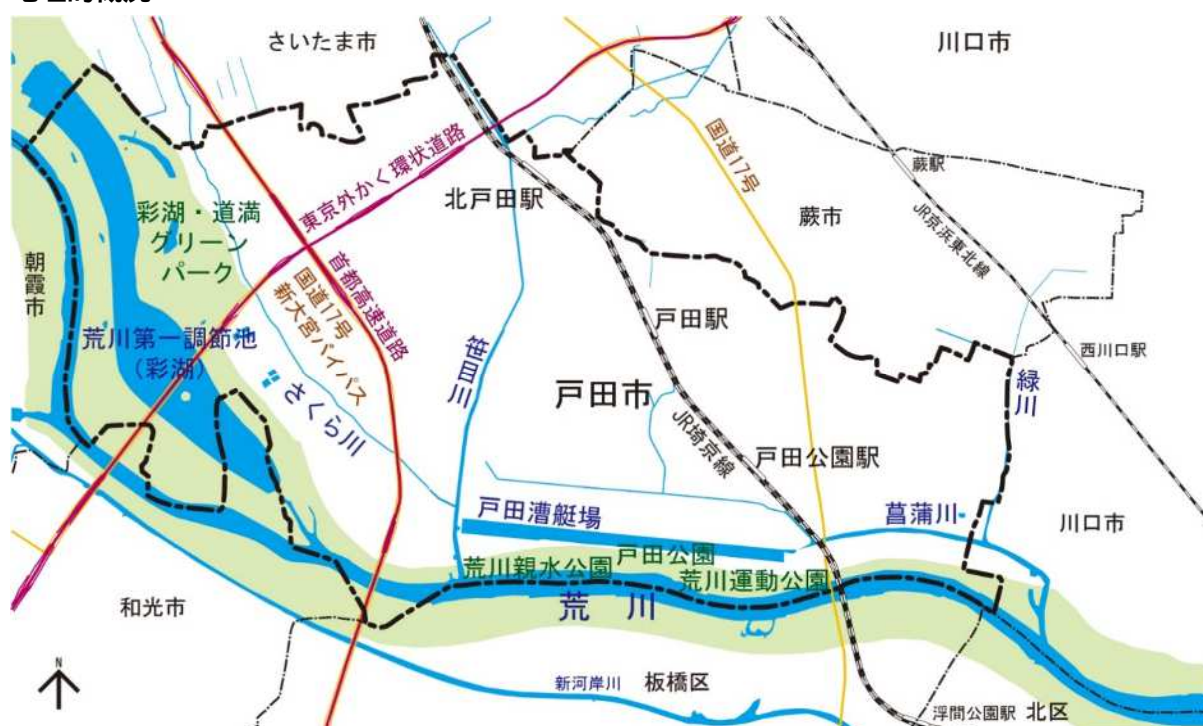 さいたま市
川口市
国道17号
東京外かく環状道路
蕨駅
北戸田駅
蕨市
JR京浜東北線
彩湖・道満
グリーン
パーク
朝霞市
首都高速道路
国道17号
新大宮バイパス
戸田駅
荒川第一調節池
(彩湖)
笹目川
西川口駅
緑川
さくら川
戸田市
JR埼京線
戸田公園駅
戸田漕艇場
菖蒲川
川口市
戸田公園
荒川親水公園
荒川運動公園
荒川
和光市
N
新河岸川
板橋区
浮間公園駅
北区